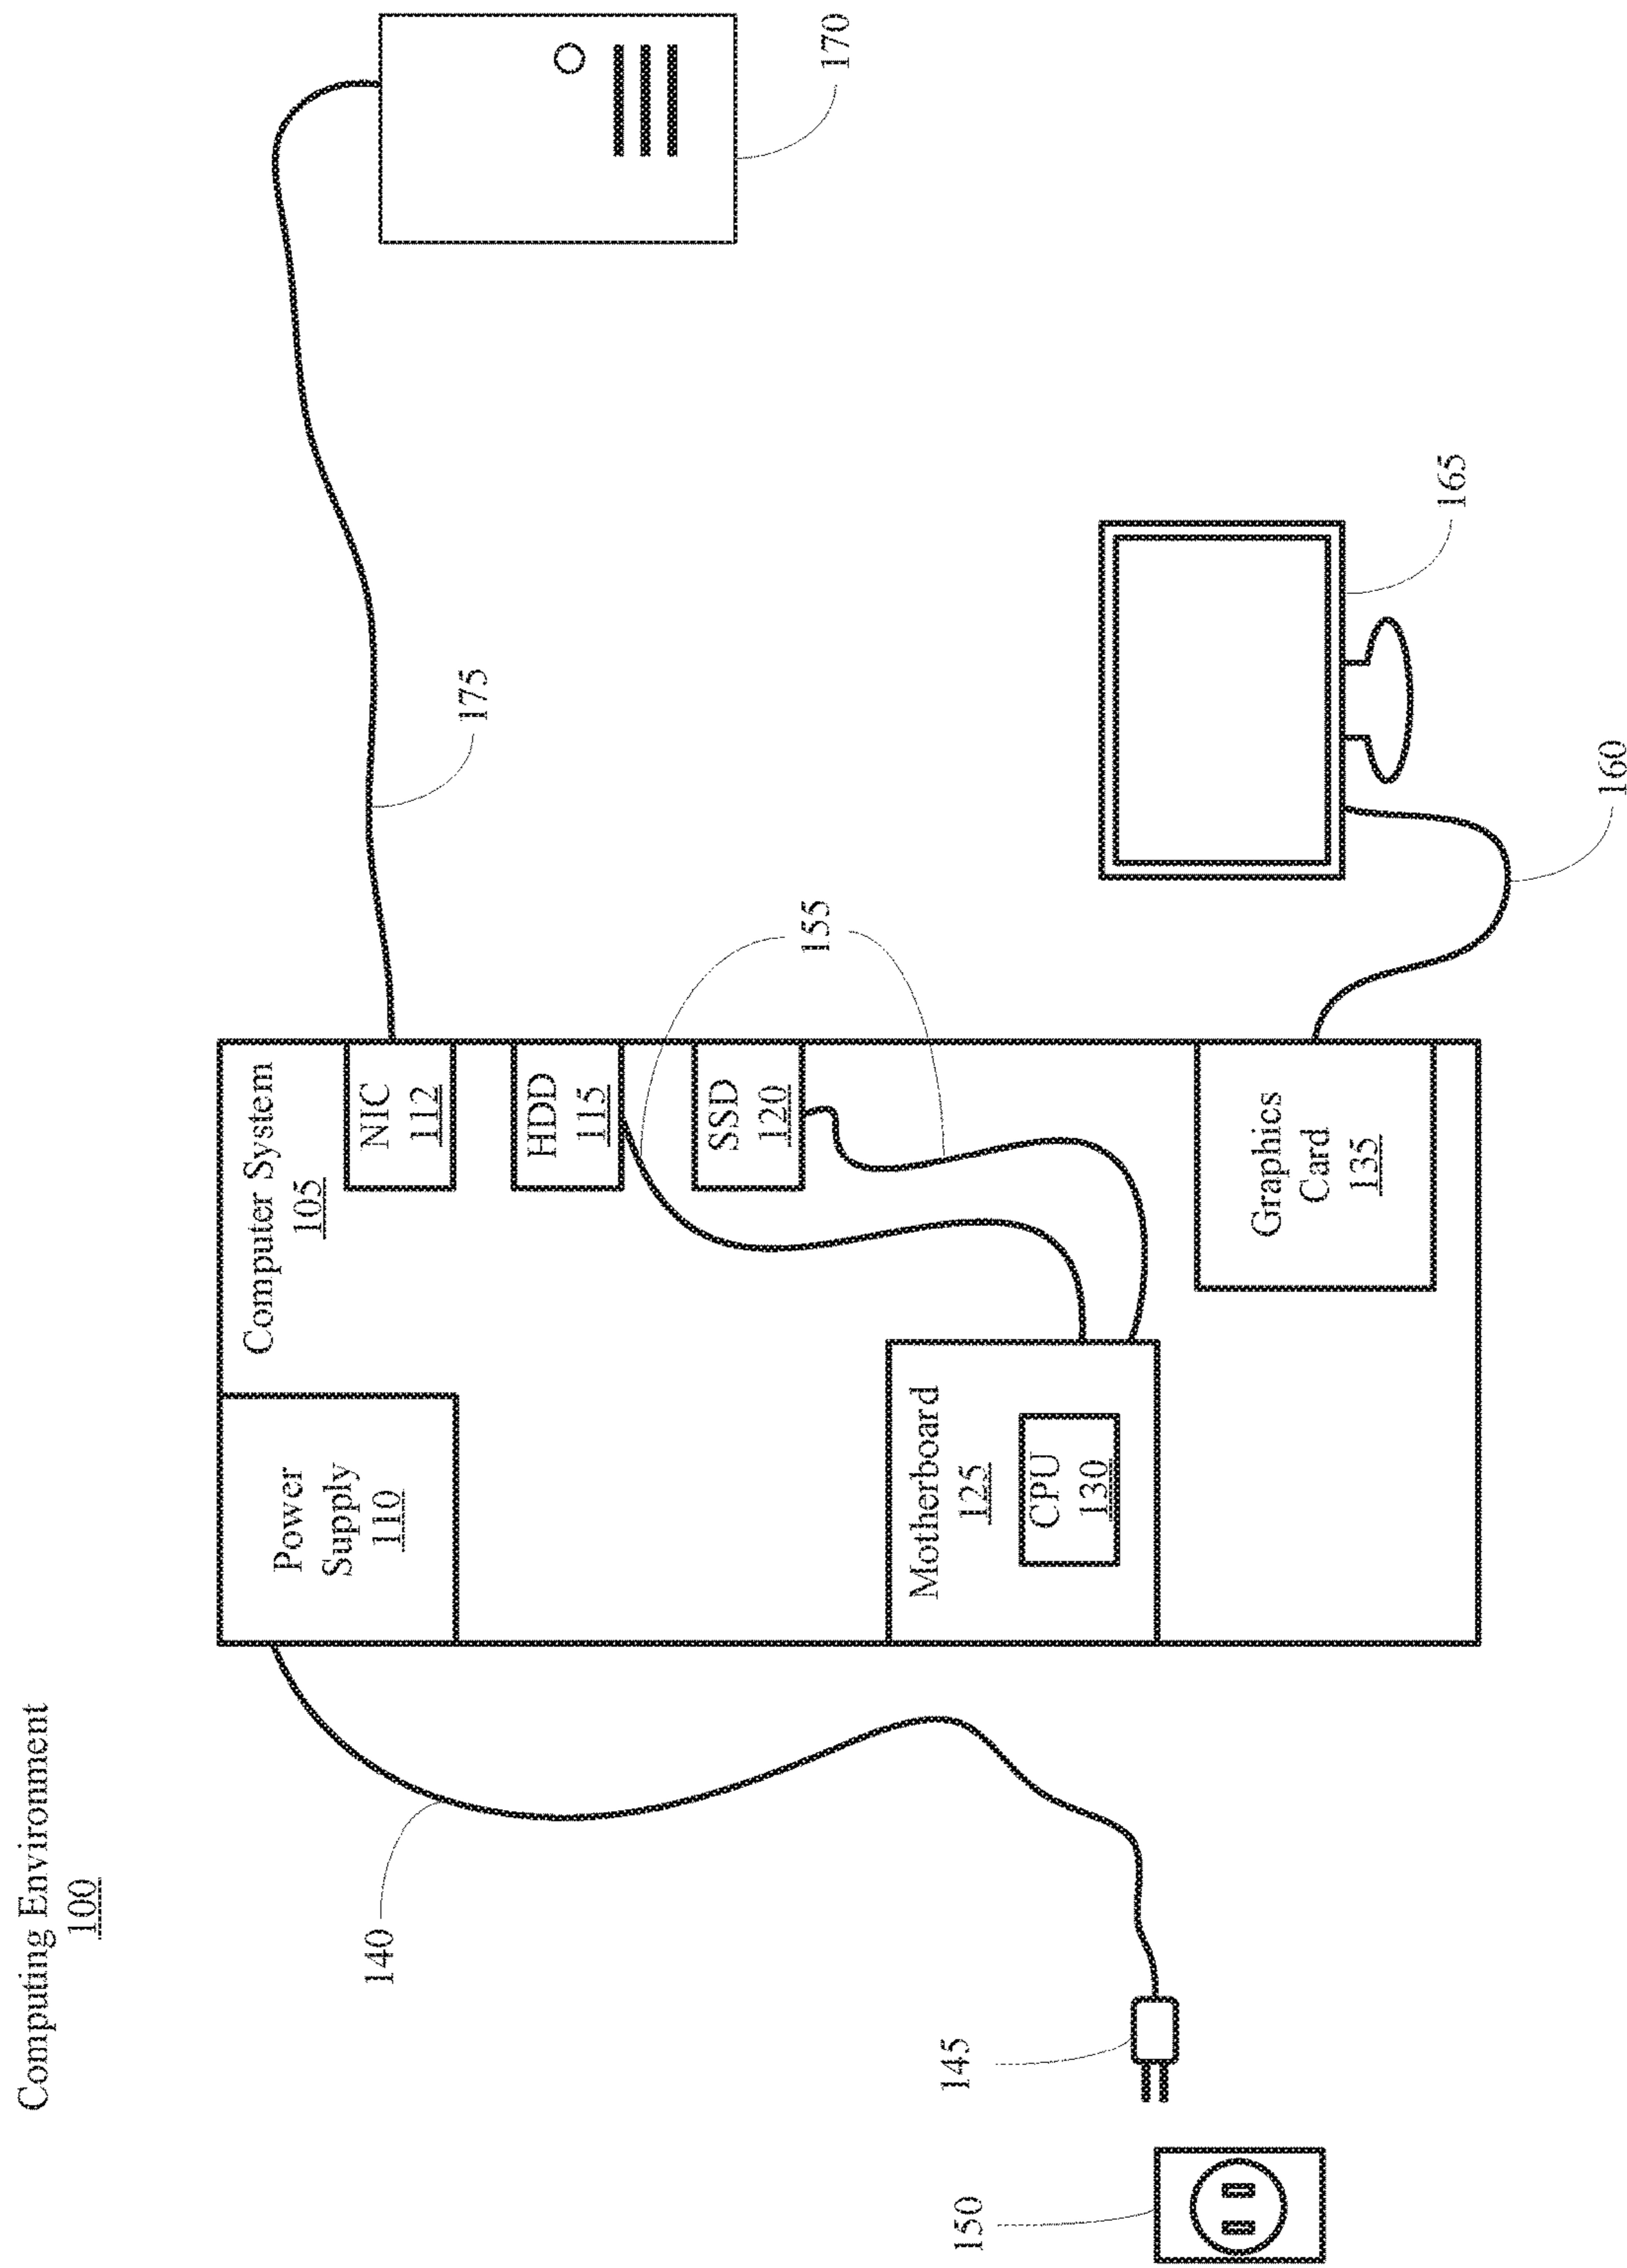 Computing Environment
100
Power
Supply
110
Computer System
105
NIC
112
HDD
115
SSD
120
Motherboard
125
CPU
130
Graphics
Card
135
140
145
150
155
160
165
170
175